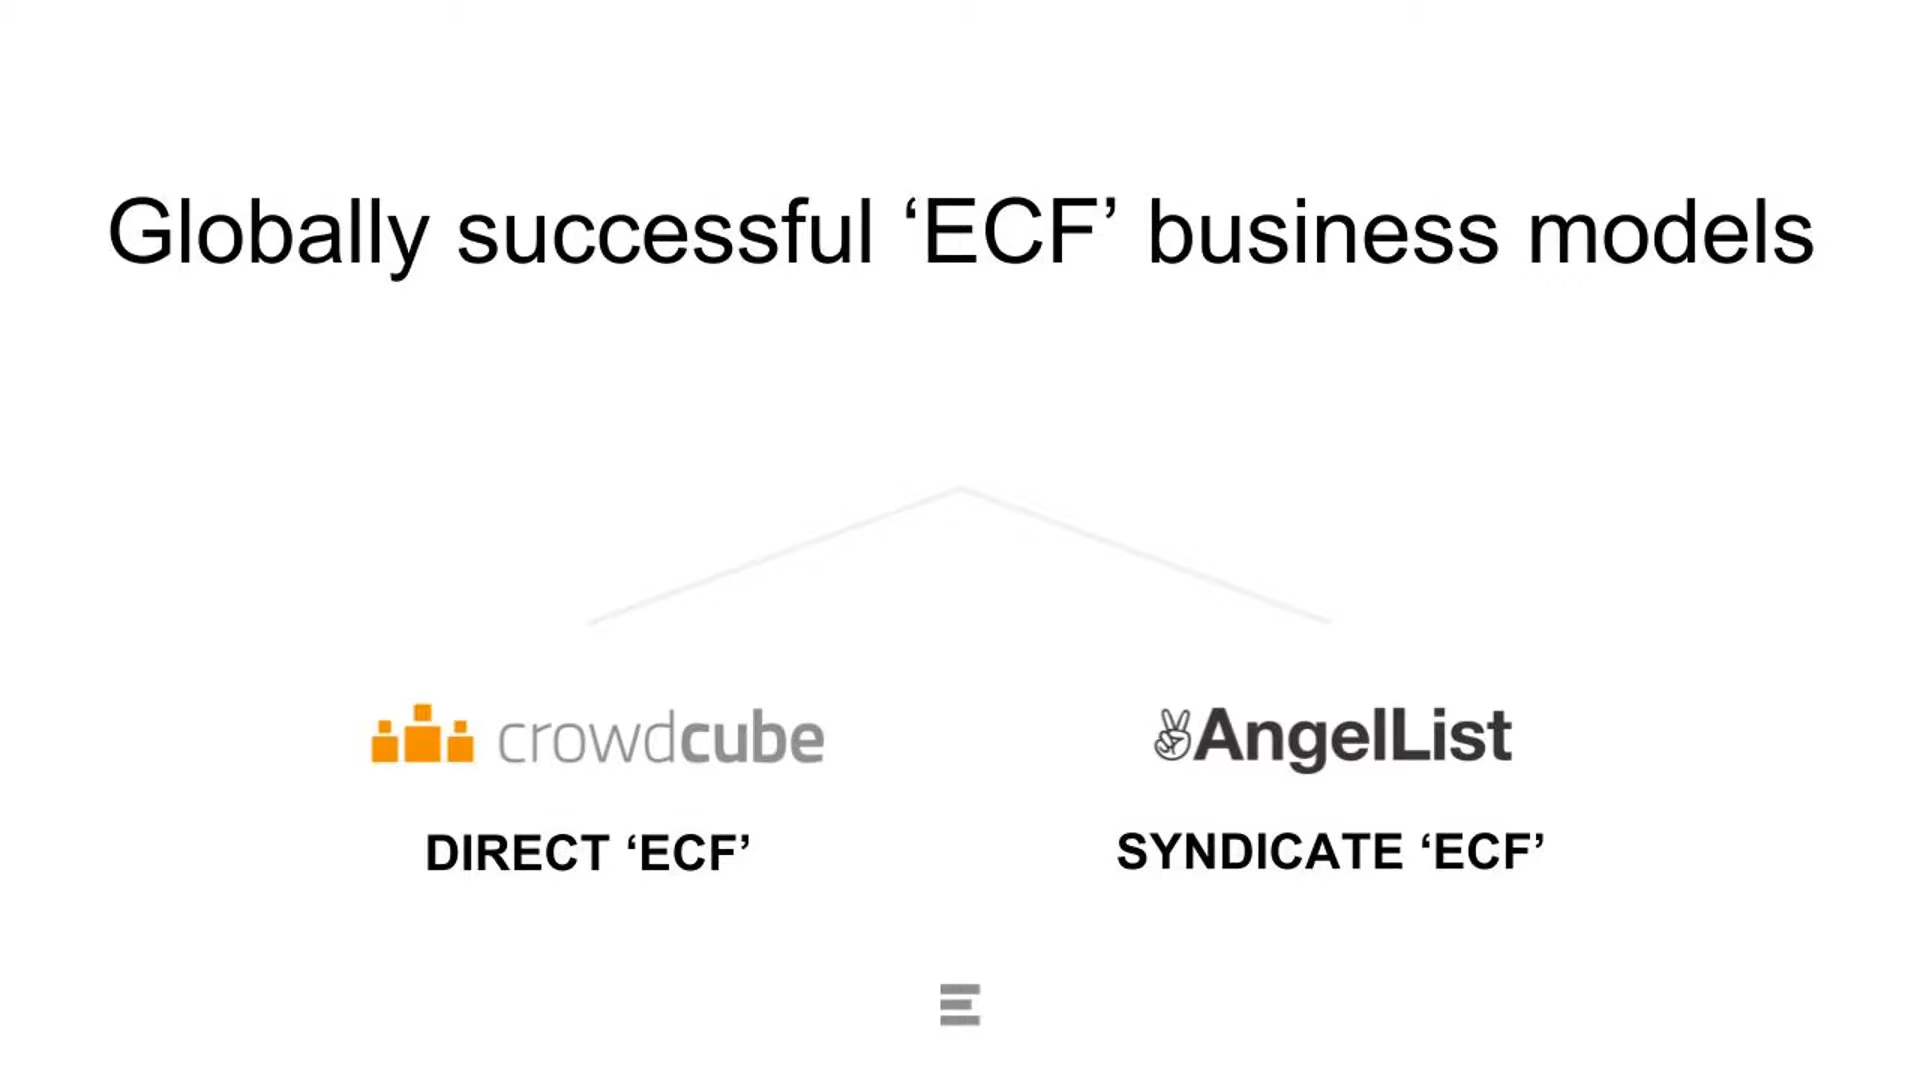 Globally successful ‘ECF’ business models
crowdcube
AngelList
DIRECT ‘ECF’
SYNDICATE ‘ECF’